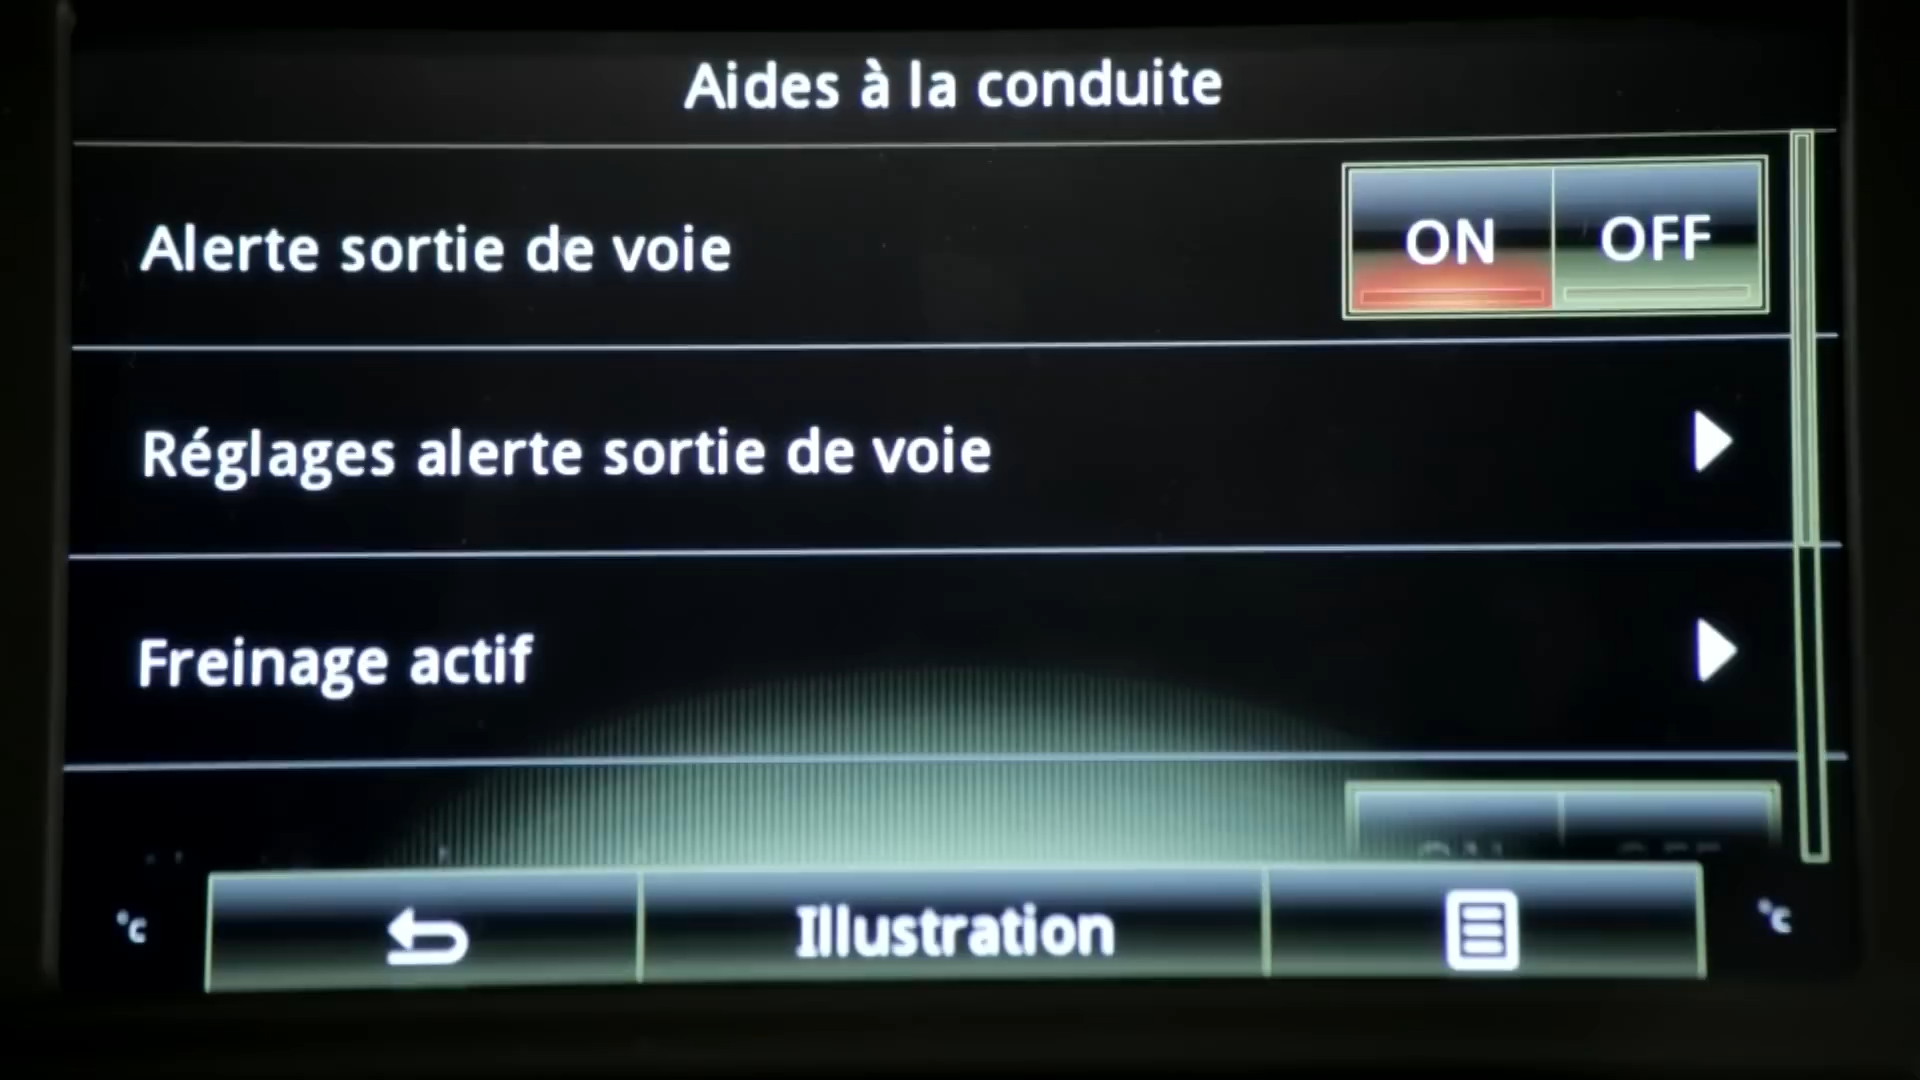 Aides à la conduite
Alerte sortie de voie
ON OFF
Réglages alerte sortie de voie
Freinage actif
°C
Illustration
°C